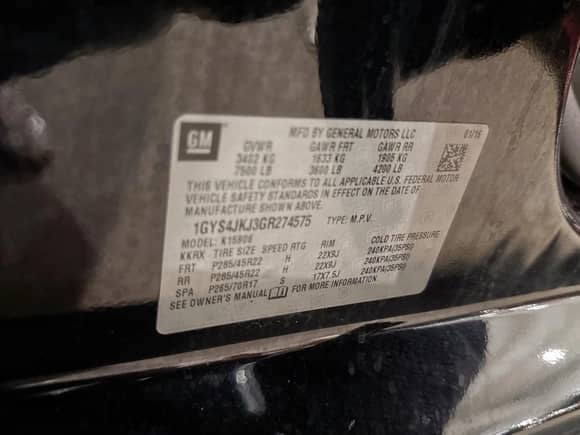 GM
MFD BY GENERAL MOTORS LLC 01/16
GVWR GAWR FRT GAWR RR
3402 KG 1633 KG 1905 KG
7500 LB 3600 LB 4200 LB
THIS VEHICLE CONFORMS TO ALL APPLICABLE U.S. FEDERAL MOTOR
VEHICLE SAFETY STANDARDS IN EFFECT ON THE DATE OF
MANUFACTURE SHOWN ABOVE.
1GYS4JKJ3GR274575 TYPE: M.P.V.
MODEL: K15906
KKRX TIRE SIZE SPEED RTG RIM COLD TIRE PRESSURE
FRT P285/45R22 H 22X9J 240KPA(35PSI)
RR P285/45R22 H 22X9J 240KPA(35PSI)
SPA P265/70R17 S 17X7.5J 240KPA(35PSI)
SEE OWNER'S MANUAL FOR MORE INFORMATION.